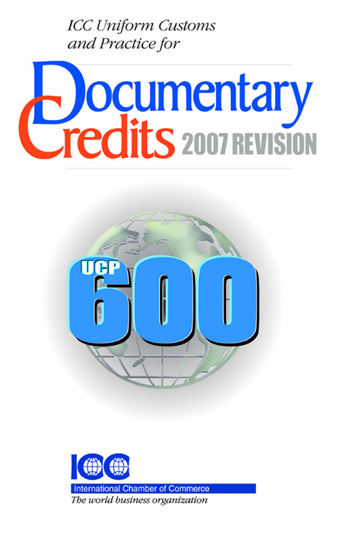 ICC Uniform Customs
and Practice for
Documentary
Credits 2007 REVISION
UCP
600
ICC
International Chamber of Commerce
The world business organization